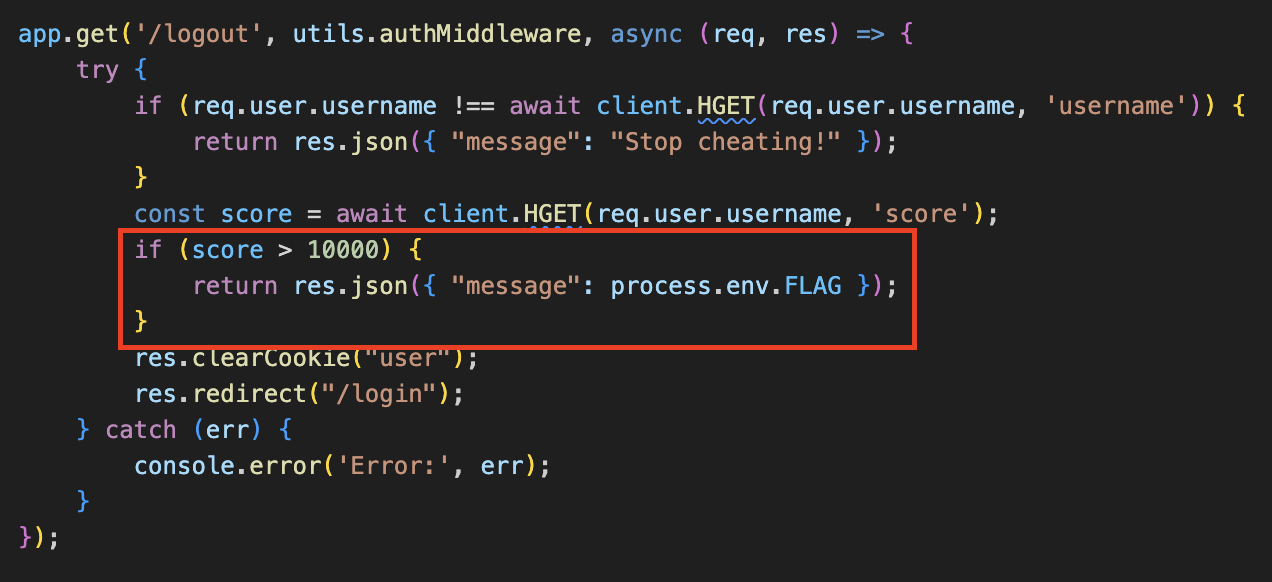 app.get('/logout', utils.authMiddleware, async (req, res) => {
    try {
        if (req.user.username !== await client.HGET(req.user.username, 'username')) {
            return res.json({ "message": "Stop cheating!" });
        }
        const score = await client.HGET(req.user.username, 'score');
        if (score > 10000) {
            return res.json({ "message": process.env.FLAG });
        }
        res.clearCookie("user");
        res.redirect("/login");
    } catch (err) {
        console.error('Error:', err);
    }
});